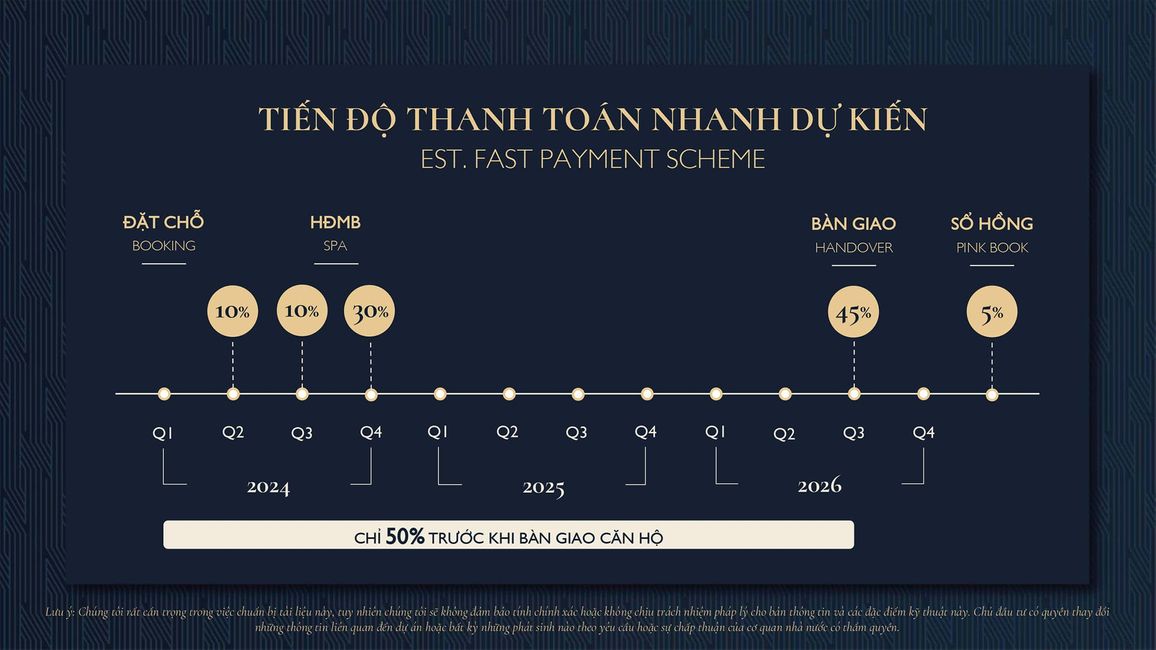 TIẾN ĐỘ THANH TOÁN NHANH DỰ KIẾN
EST. FAST PAYMENT SCHEME
ĐẶT CHỖ
BOOKING
HĐMB
SPA
BÀN GIAO
HANDOVER
SỔ HỒNG
PINK BOOK
10% 10% 30% 45% 5%
Q1 Q2 Q3 Q4 Q1 Q2 Q3 Q4 Q1 Q2 Q3 Q4
2024 2025 2026
CHỈ 50% TRƯỚC KHI BÀN GIAO CĂN HỘ
Lưu ý: Chúng tôi rất cẩn trọng trong việc chuẩn bị tài liệu này, tuy nhiên chúng tôi sẽ không đảm bảo tính chính xác hoặc không chịu trách nhiệm pháp lý cho bản thông tin và các đặc điểm kỹ thuật này. Chủ đầu tư có quyền thay đổi
những thông tin liên quan đến dự án hoặc bất kỳ những phát sinh nào theo yêu cầu hoặc sự chấp thuận của cơ quan nhà nước có thẩm quyền.